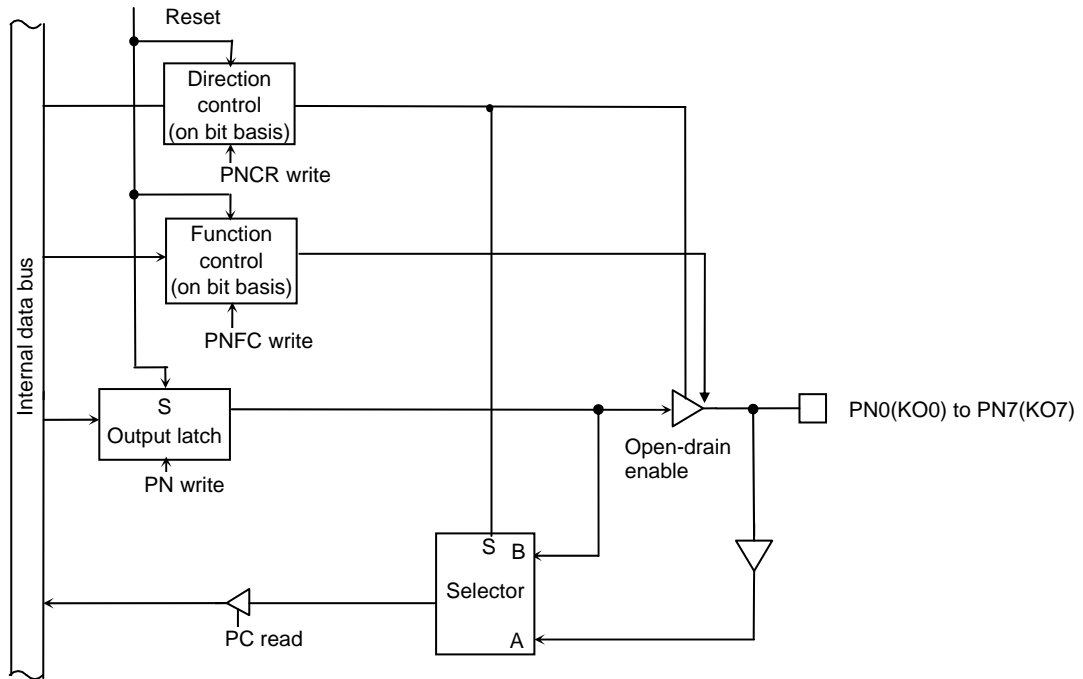 Reset
Internal data bus
Direction
control
(on bit basis)
PNCR write
Function
control
(on bit basis)
PNFC write
S
Output latch
PN write
Open-drain
enable
PN0(KO0) to PN7(KO7)
S
B
Selector
A
PC read